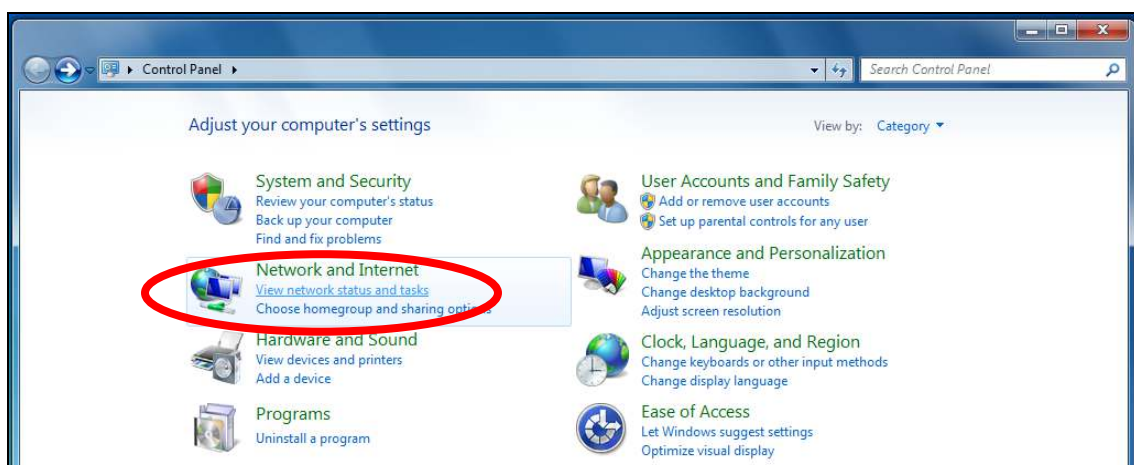 Control Panel
Search Control Panel
Adjust your computer's settings
View by: Category
System and Security
Review your computer's status
Back up your computer
Find and fix problems
Network and Internet
View network status and tasks
Choose homegroup and sharing options
Hardware and Sound
View devices and printers
Add a device
Programs
Uninstall a program
User Accounts and Family Safety
Add or remove user accounts
Set up parental controls for any user
Appearance and Personalization
Change the theme
Change desktop background
Adjust screen resolution
Clock, Language, and Region
Change keyboards or other input methods
Change display language
Ease of Access
Let Windows suggest settings
Optimize visual display